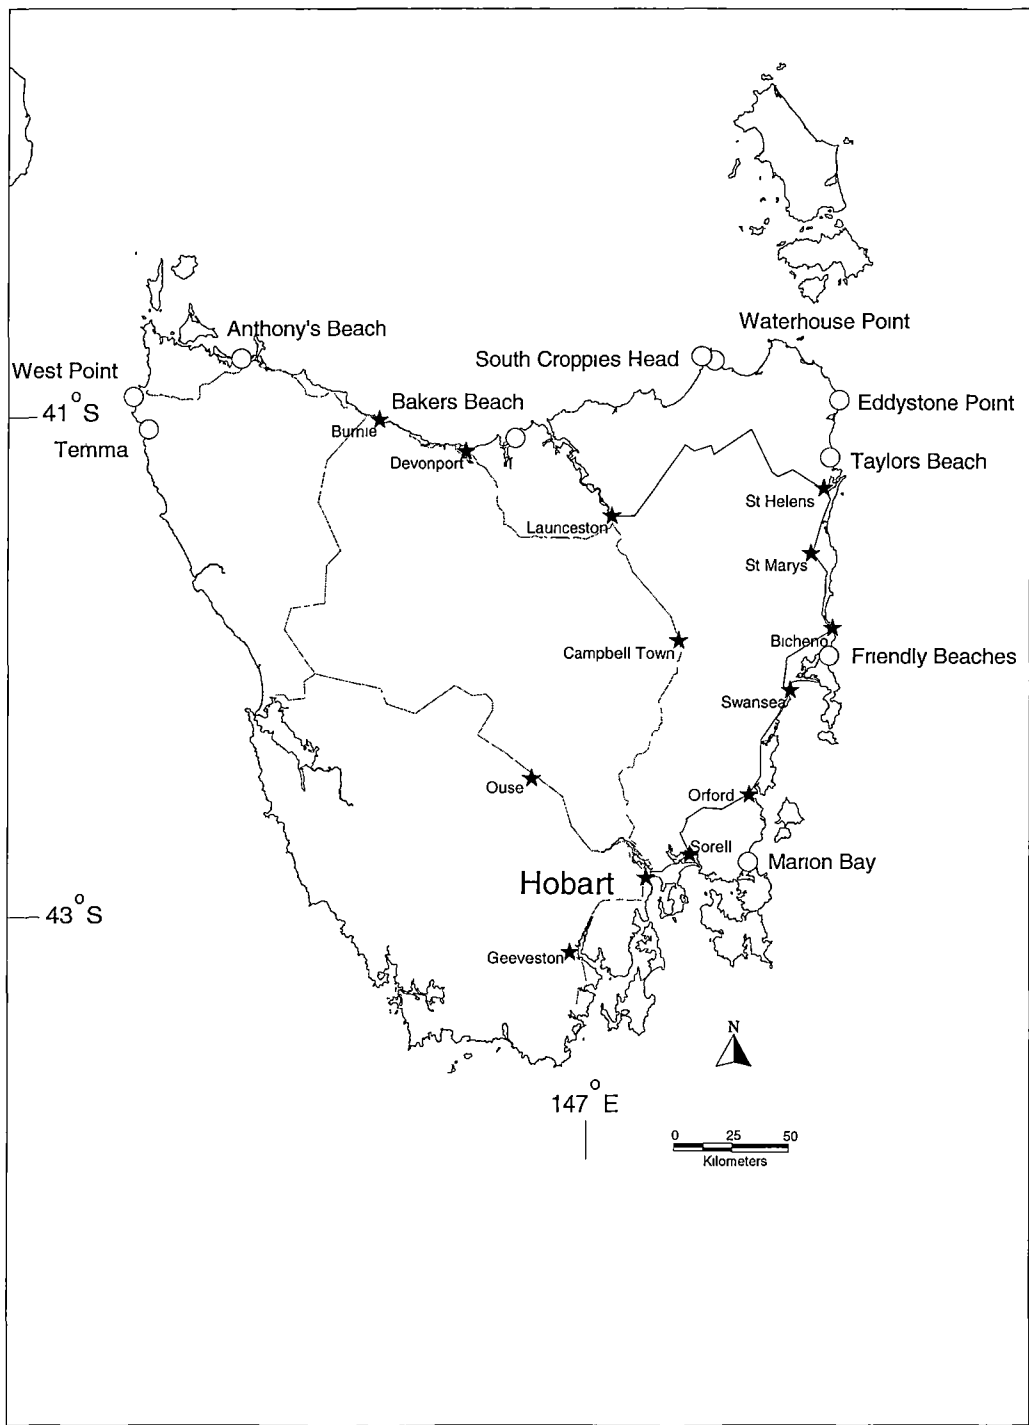 Waterhouse Point
Anthony's Beach
South Croppies Head
West Point
41°S
Bakers Beach
Eddystone Point
Burnie
Temma
Devonport
Taylors Beach
St Helens
Launceston
St Marys
Bicheno
Campbell Town
Friendly Beaches
Swansea
Ouse
Orford
Sorell
Marion Bay
Hobart
43°S
Geeveston
N
147°E
0 25 50
Kilometers